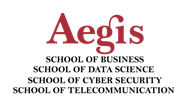 Aegis
SCHOOL OF BUSINESS
SCHOOL OF DATA SCIENCE
SCHOOL OF CYBER SECURITY
SCHOOL OF TELECOMMUNICATION